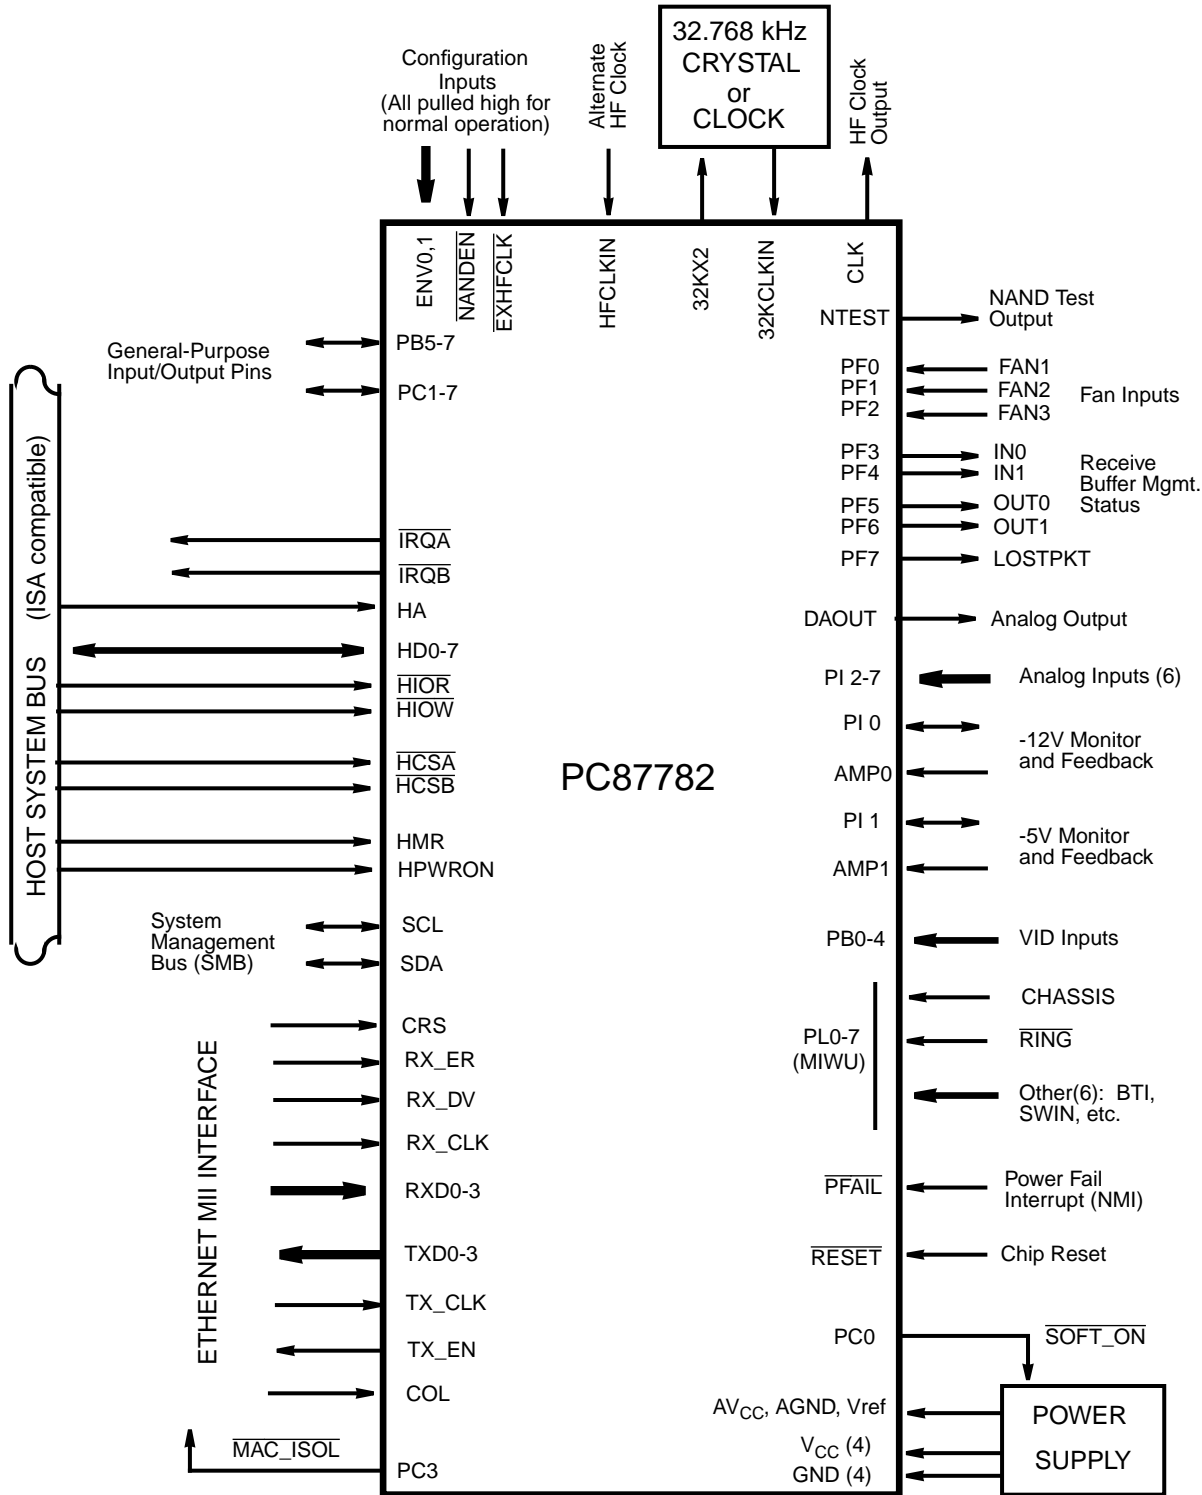 32.768 kHz
CRYSTAL
or
CLOCK
Configuration
Inputs
(All pulled high for
normal operation)
Alternate
HF Clock
HF Clock
Output
ENV0,1
NANDEN
EXHFCLK
HFCLKIN
32KX2
32KCLKIN
CLK
General-Purpose
Input/Output Pins
PB5-7
PC1-7
HOST SYSTEM BUS (ISA compatible)
IRQA
IRQB
HA
HD0-7
HIOR
HIOW
HCSA
HCSB
HMR
HPWRON
System
Management
Bus (SMB)
SCL
SDA
ETHERNET MII INTERFACE
CRS
RX_ER
RX_DV
RX_CLK
RXD0-3
TXD0-3
TX_CLK
TX_EN
COL
MAC_ISOL
PC3
PC87782
NTEST
NAND Test
Output
PF0
FAN1
PF1
FAN2
PF2
FAN3
Fan Inputs
PF3
IN0
PF4
IN1
PF5
OUT0
PF6
OUT1
Receive
Buffer Mgmt.
Status
PF7
LOSTPKT
DAOUT
Analog Output
PI 2-7
Analog Inputs (6)
PI 0
AMP0
-12V Monitor
and Feedback
PI 1
AMP1
-5V Monitor
and Feedback
PB0-4
VID Inputs
PL0-7
(MIWU)
CHASSIS
RING
Other(6): BTI,
SWIN, etc.
PFAIL
Power Fail
Interrupt (NMI)
RESET
Chip Reset
PC0
SOFT_ON
AVCC, AGND, Vref
VCC (4)
GND (4)
POWER
SUPPLY